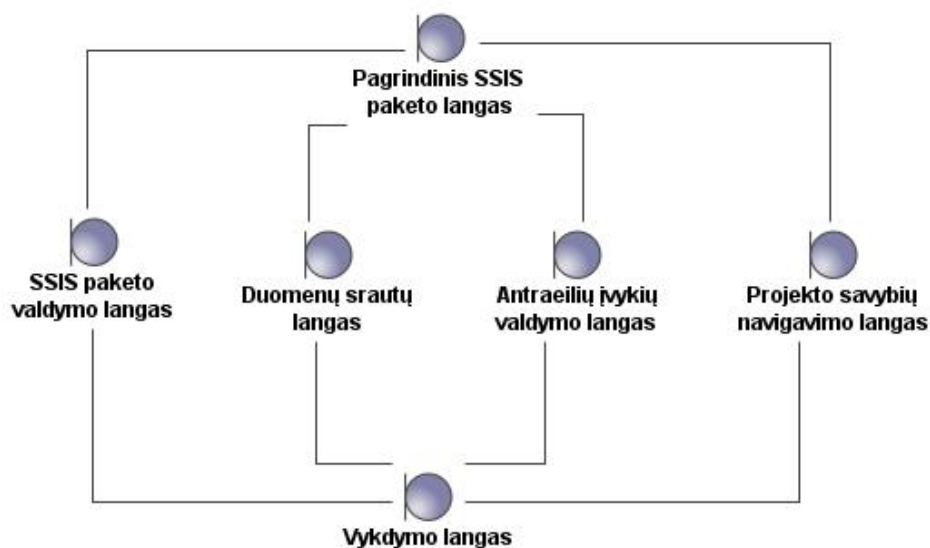 Pagrindinis SSIS
paketo langas
SSIS paketo
valdymo langas
Duomenų srautų
langas
Antraeilių įvykių
valdymo langas
Projekto savybių
navigavimo langas
Vykdymo langas